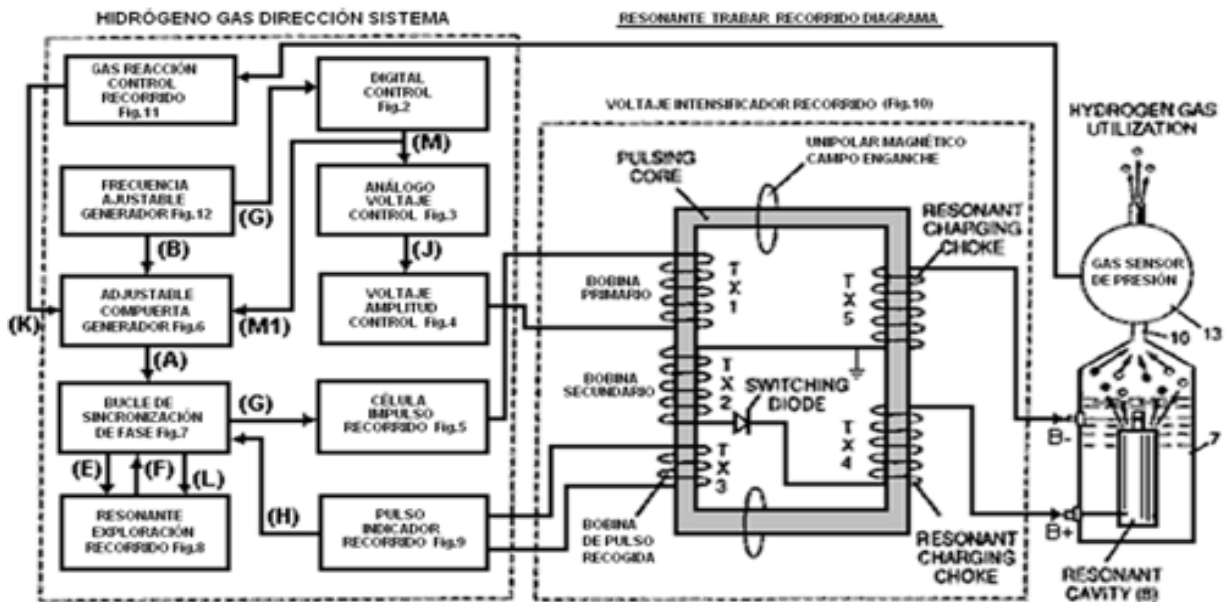 HIDRÓGENO GAS DIRECCIÓN SISTEMA
RESONANTE TRABAR RECORRIDO DIAGRAMA
GAS REACCIÓN
CONTROL
RECORRIDO
Fig.11
DIGITAL
CONTROL
Fig.2
(M)
FRECUENCIA
AJUSTABLE
GENERADOR Fig.12
(G)
ANÁLOGO
VOLTAJE
CONTROL Fig.3
(B)
(J)
(K)
ADJUSTABLE
COMPUERTA
GENERADOR Fig.6
(M1)
VOLTAJE
AMPLITUD
CONTROL Fig.4
(A)
BUCLE DE
SINCRONIZACIÓN
DE FASE Fig.7
(G)
CÉLULA
IMPULSO
RECORRIDO Fig.5
(E)
(F)
(L)
RESONANTE
EXPLORACIÓN
RECORRIDO Fig.8
(H)
PULSO
INDICADOR
RECORRIDO Fig.9
VOLTAJE INTENSIFICADOR RECORRIDO (Fig.10)
UNIPOLAR MAGNÉTICO
CAMPO ENGANCHE
PULSING
CORE
RESONANT
CHARGING
CHOKE
BOBINA
PRIMARIO
TX1
TX5
BOBINA
SECUNDARIO
TX2
SWITCHING
DIODE
TX4
TX3
BOBINA
DE PULSO
RECOGIDA
RESONANT
CHARGING
CHOKE
HYDROGEN GAS
UTILIZATION
GAS SENSOR
DE PRESIÓN
13
10
B-
7
B+
RESONANT
CAVITY (8)